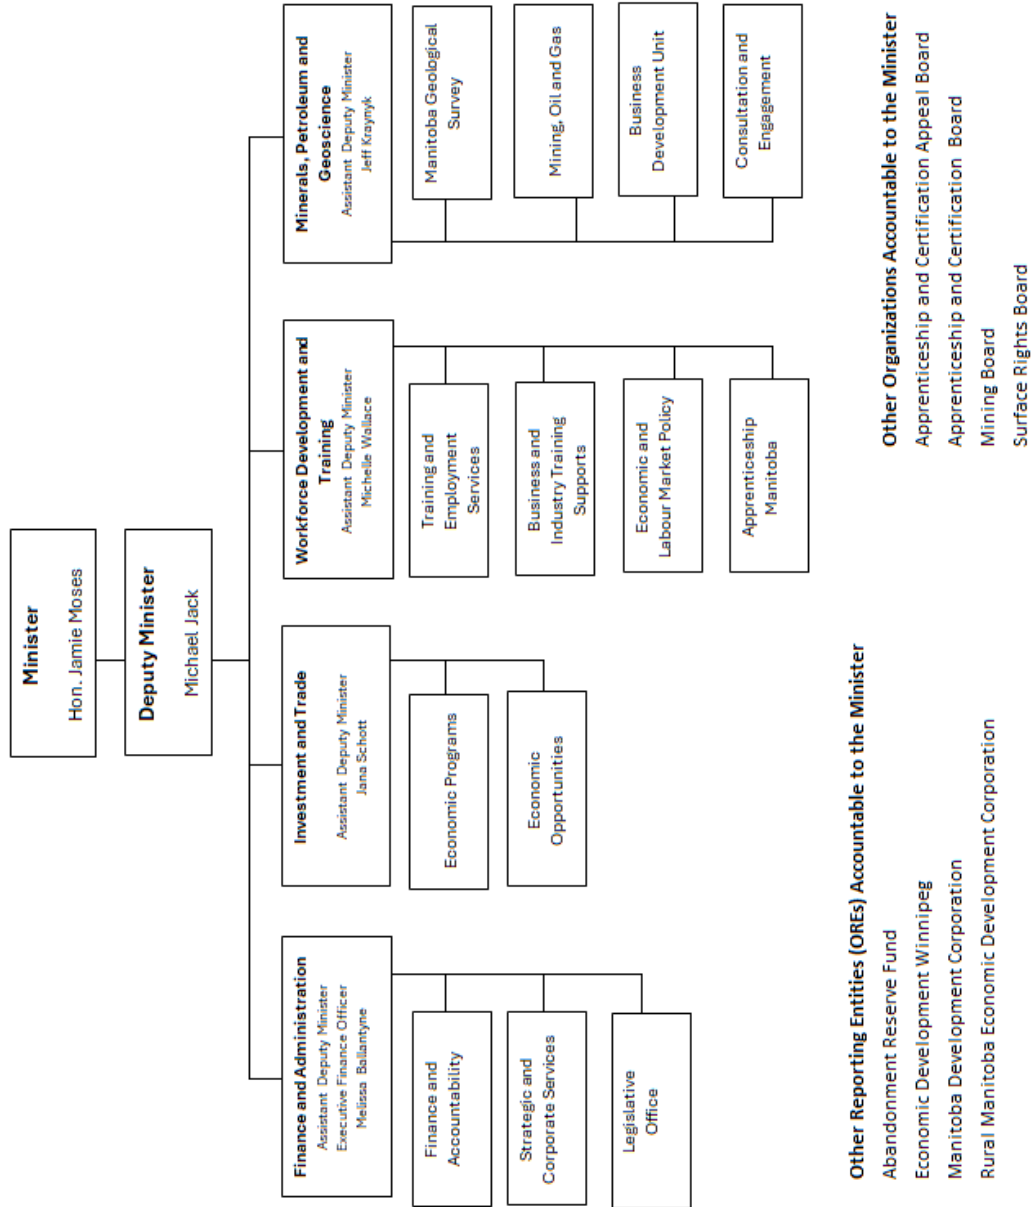 Minister
Hon. Jamie Moses
Deputy Minister
Michael Jack
Finance and Administration
Assistant Deputy Minister
Executive Finance Officer
Melissa Ballantyne
Finance and
Accountability
Strategic and
Corporate Services
Legislative
Office
Investment and Trade
Assistant Deputy Minister
Jana Schott
Economic Programs
Economic
Opportunities
Workforce Development and
Training
Assistant Deputy Minister
Michelle Wallace
Training and
Employment
Services
Business and
Industry Training
Supports
Economic and
Labour Market Policy
Apprenticeship
Manitoba
Minerals, Petroleum and
Geoscience
Assistant Deputy Minister
Jeff Kraynyk
Manitoba Geological
Survey
Mining, Oil and Gas
Business
Development Unit
Consultation and
Engagement
Other Reporting Entities (OREs) Accountable to the Minister
Abandonment Reserve Fund
Economic Development Winnipeg
Manitoba Development Corporation
Rural Manitoba Economic Development Corporation
Other Organizations Accountable to the Minister
Apprenticeship and Certification Appeal Board
Apprenticeship and Certification Board
Mining Board
Surface Rights Board